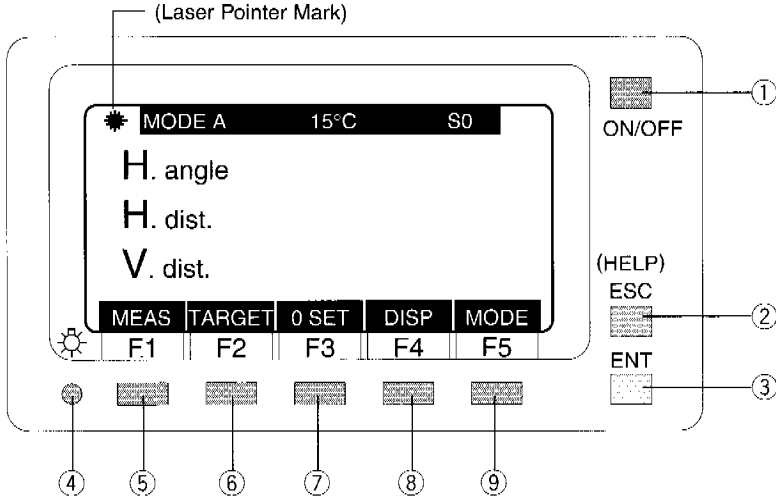 (Laser Pointer Mark)
①
MODE A 15°C S0
ON/OFF
H. angle
H. dist.
V. dist.
(HELP)
ESC
②
MEAS TARGET 0 SET DISP MODE
F1 F2 F3 F4 F5
ENT
③
④ ⑤ ⑥ ⑦ ⑧ ⑨